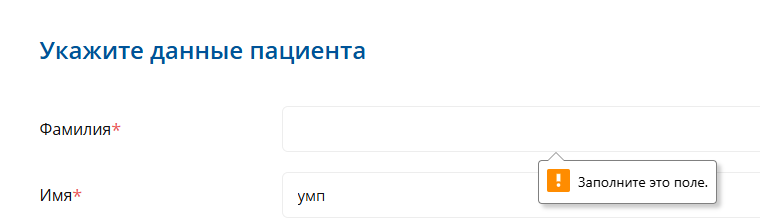 Укажите данные пациента
Фамилия*
Заполните это поле.
Имя*
умп